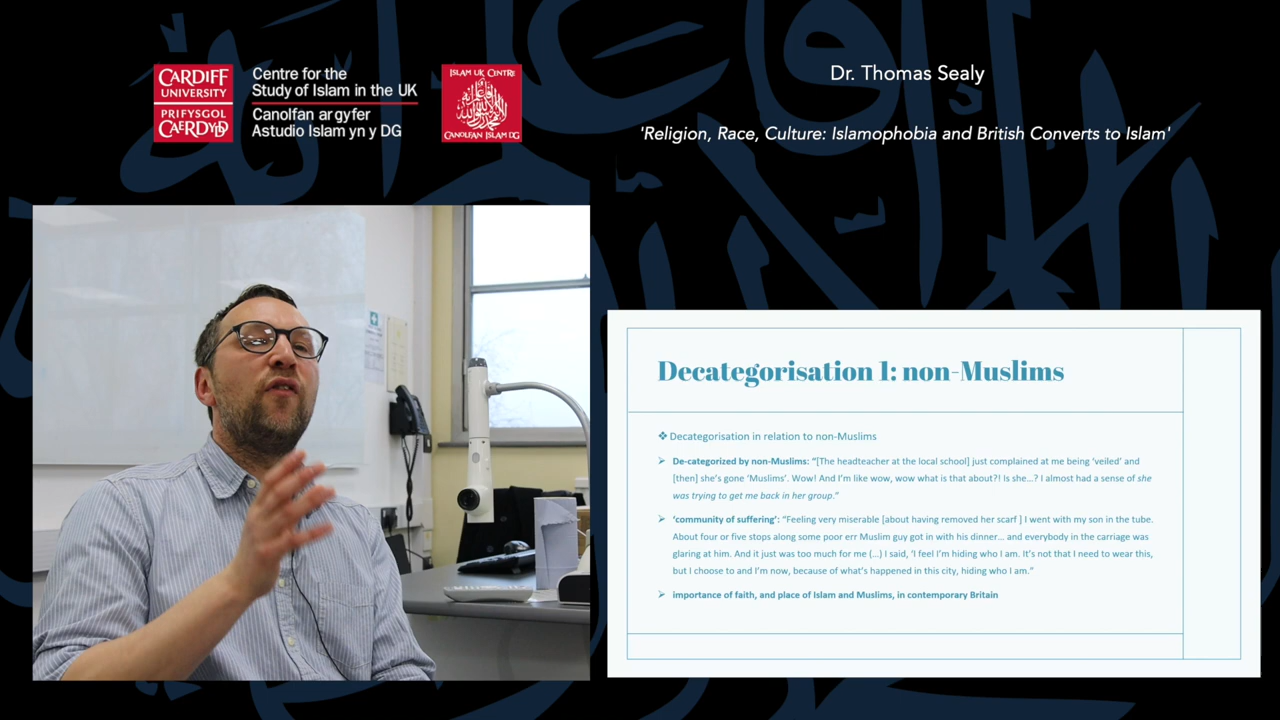 CARDIFF
UNIVERSITY
PRIFYSGOL
CAERDYDD
Centre for the
Study of Islam in the UK
Canolfan ar gyfer
Astudio Islam yn y DG
ISLAM UK CENTRE
CANOLFAN ISLAM DG
Dr. Thomas Sealy
'Religion, Race, Culture: Islamophobia and British Converts to Islam'
Decategorisation 1: non-Muslims
❖ Decategorisation in relation to non-Muslims
➢ De-categorized by non-Muslims: “[The headteacher at the local school] just complained at me being ‘veiled’ and
[then] she’s gone ‘Muslims’. Wow! And I’m like wow, wow what is that about?! Is she…? I almost had a sense of she
was trying to get me back in her group.”
➢ ‘community of suffering’: “Feeling very miserable [about having removed her scarf ] I went with my son in the tube.
About four or five stops along some poor err Muslim guy got in with his dinner… and everybody in the carriage was
glaring at him. And it just was too much for me (…) I said, ‘I feel I’m hiding who I am. It’s not that I need to wear this,
but I choose to and I’m now, because of what’s happened in this city, hiding who I am.”
➢ importance of faith, and place of Islam and Muslims, in contemporary Britain